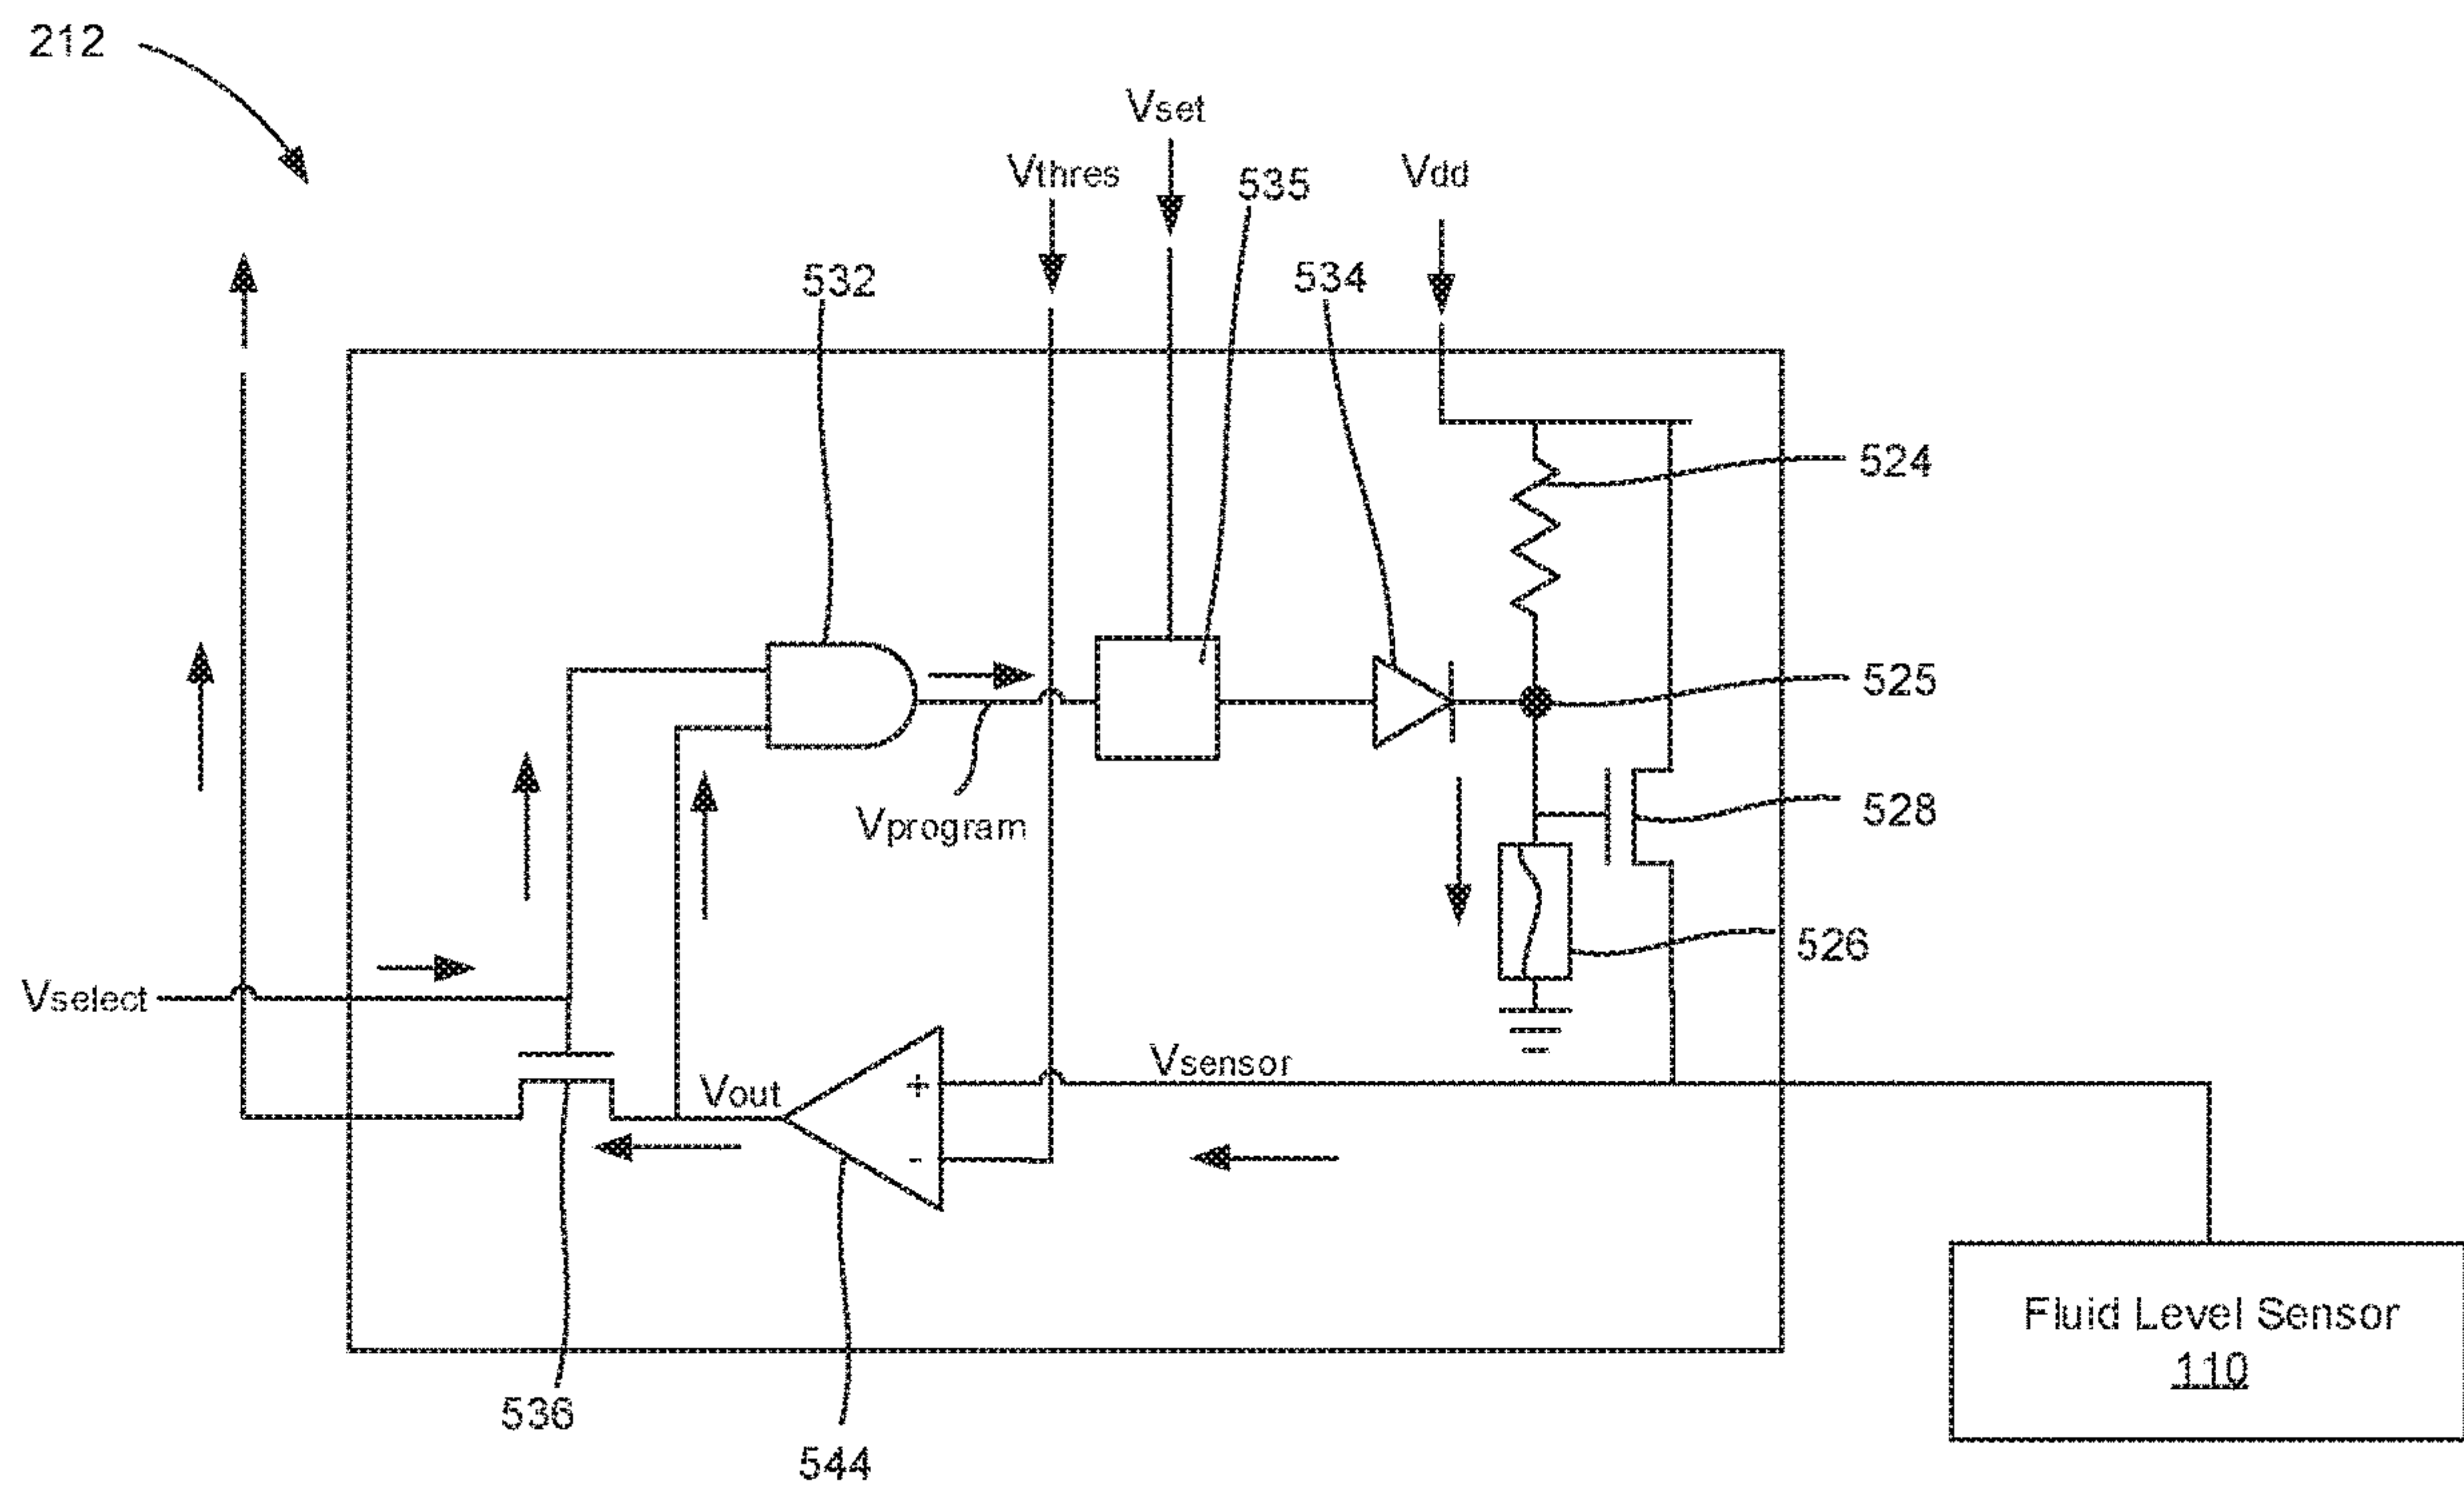 212
Vset
Vthres
535
Vdd
532
534
524
525
Vprogram
528
526
Vselect
Vsensor
Vout
+
-
Fluid Level Sensor
110
536
544